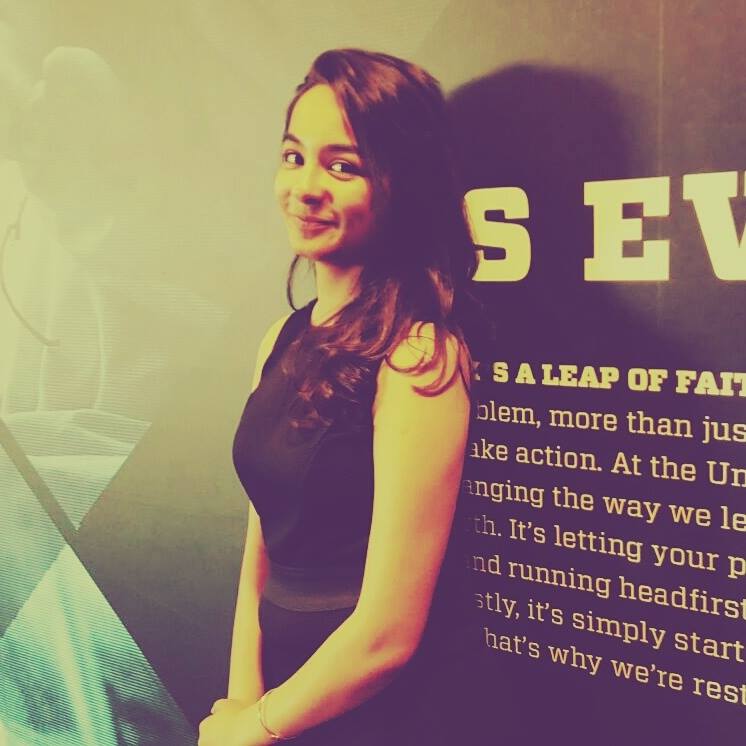 S EV
S A LEAP OF FAIT
blem, more than jus
ake action. At the Un
anging the way we le
th. It's letting your p
nd running headfirst
stly, it's simply start
hat's why we're rest